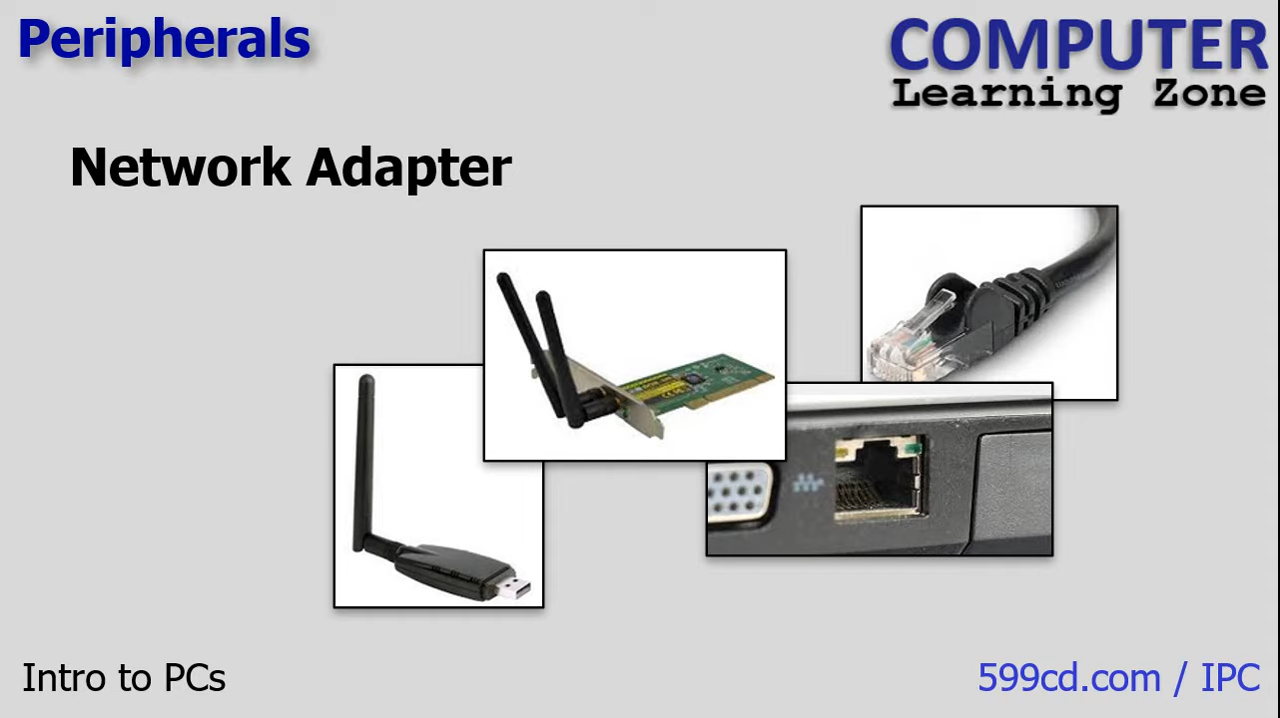 Peripherals
COMPUTER
Learning Zone
Network Adapter
Intro to PCs
599cd.com / IPC